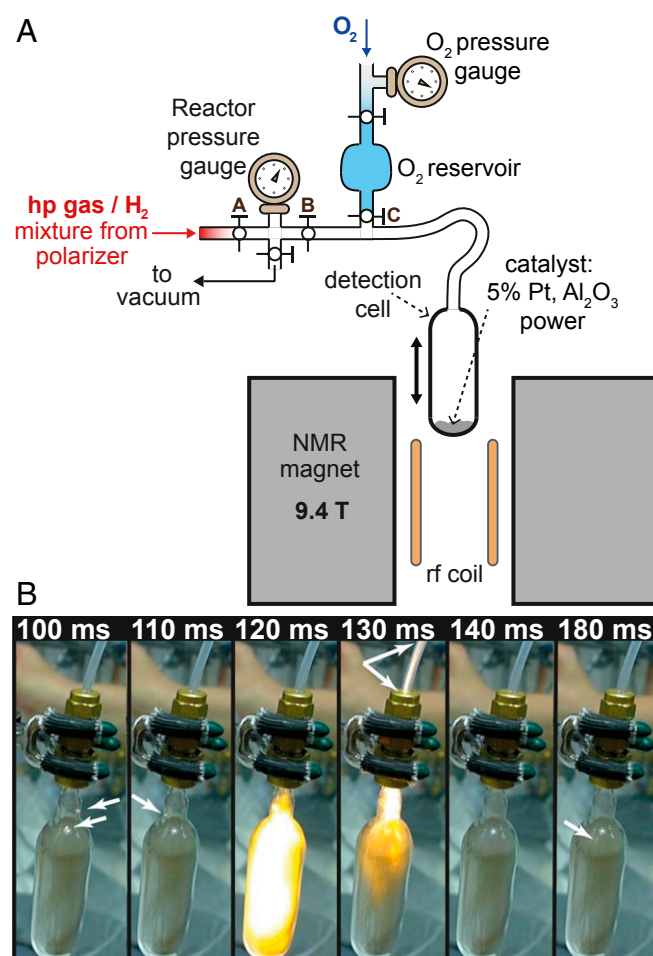 A
O2
O2 pressure
gauge
Reactor
pressure
gauge
O2 reservoir
A
B
C
hp gas / H2
mixture from
polarizer
to
vacuum
detection
cell
catalyst:
5% Pt, Al2O3
power
NMR
magnet
9.4 T
rf coil
B
100 ms
110 ms
120 ms
130 ms
140 ms
180 ms